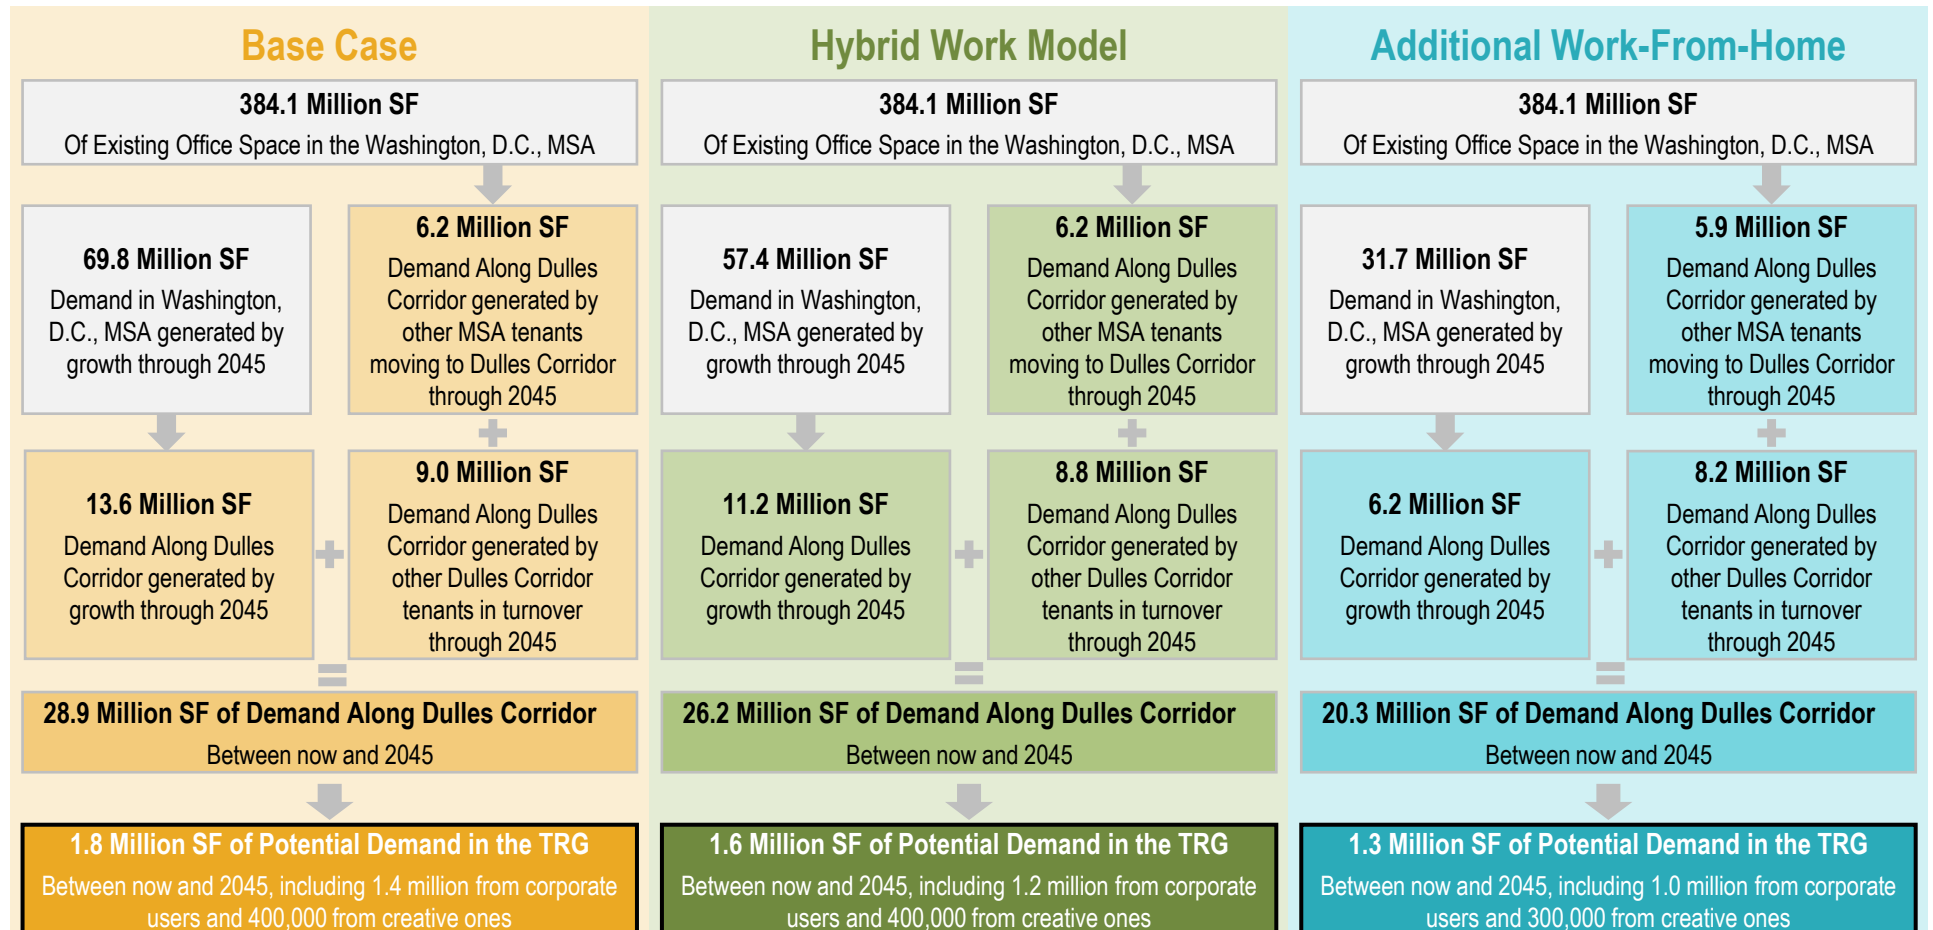 Base Case
384.1 Million SF
Of Existing Office Space in the Washington, D.C., MSA
69.8 Million SF
Demand in Washington,
D.C., MSA generated by
growth through 2045
6.2 Million SF
Demand Along Dulles
Corridor generated by
other MSA tenants
moving to Dulles Corridor
through 2045
13.6 Million SF
Demand Along Dulles
Corridor generated by
growth through 2045
9.0 Million SF
Demand Along Dulles
Corridor generated by
other Dulles Corridor
tenants in turnover
through 2045
28.9 Million SF of Demand Along Dulles Corridor
Between now and 2045
1.8 Million SF of Potential Demand in the TRG
Between now and 2045, including 1.4 million from corporate
users and 400,000 from creative ones
Hybrid Work Model
384.1 Million SF
Of Existing Office Space in the Washington, D.C., MSA
57.4 Million SF
Demand in Washington,
D.C., MSA generated by
growth through 2045
6.2 Million SF
Demand Along Dulles
Corridor generated by
other MSA tenants
moving to Dulles Corridor
through 2045
11.2 Million SF
Demand Along Dulles
Corridor generated by
growth through 2045
8.8 Million SF
Demand Along Dulles
Corridor generated by
other Dulles Corridor
tenants in turnover
through 2045
26.2 Million SF of Demand Along Dulles Corridor
Between now and 2045
1.6 Million SF of Potential Demand in the TRG
Between now and 2045, including 1.2 million from corporate
users and 400,000 from creative ones
Additional Work-From-Home
384.1 Million SF
Of Existing Office Space in the Washington, D.C., MSA
31.7 Million SF
Demand in Washington,
D.C., MSA generated by
growth through 2045
5.9 Million SF
Demand Along Dulles
Corridor generated by
other MSA tenants
moving to Dulles Corridor
through 2045
6.2 Million SF
Demand Along Dulles
Corridor generated by
growth through 2045
8.2 Million SF
Demand Along Dulles
Corridor generated by
other Dulles Corridor
tenants in turnover
through 2045
20.3 Million SF of Demand Along Dulles Corridor
Between now and 2045
1.3 Million SF of Potential Demand in the TRG
Between now and 2045, including 1.0 million from corporate
users and 300,000 from creative ones